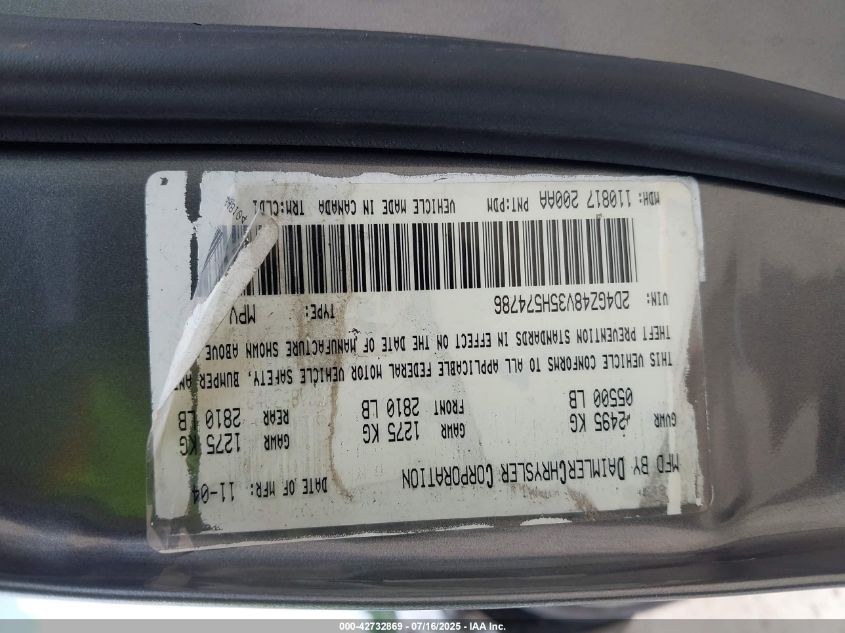 MFD BY DAIMLERCHRYSLER CORPORATION DATE OF MFR: 11-04
GVWR 2495 KG GAWR 1275 KG GAWR 1275 KG
05500 LB FRONT 2810 LB REAR 2810 LB
THIS VEHICLE CONFORMS TO ALL APPLICABLE FEDERAL MOTOR VEHICLE SAFETY, BUMPER AN
THEFT PREVENTION STANDARDS IN EFFECT ON THE DATE OF MANUFACTURE SHOWN ABOVE
VIN: 2D4GZ48V35H574786 TYPE: MPV
MDH: 110817 200AA PNT:PDM VEHICLE MADE IN CANADA TRM:CLDI
000-42732869 - 07/16/2025 - IAA, Inc.